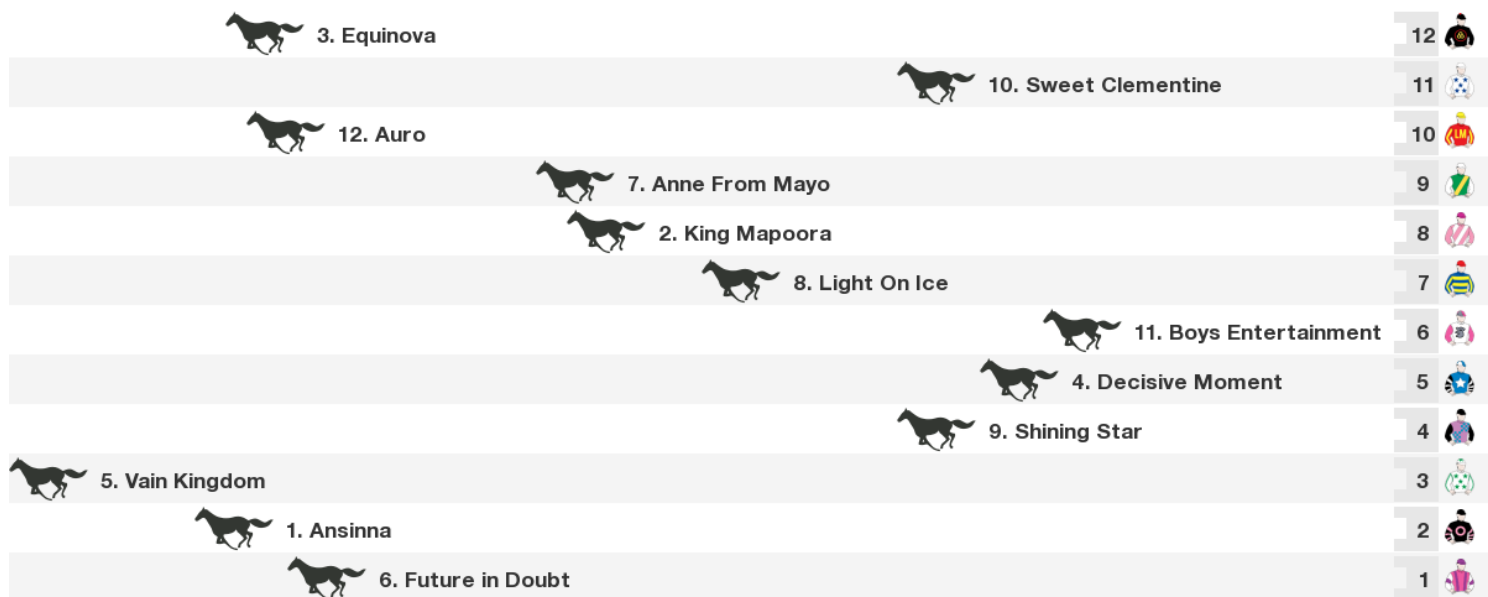 3. Equinova 12
10. Sweet Clementine 11
12. Auro 10
LM
7. Anne From Mayo 9
2. King Mapoora 8
8. Light On Ice 7
11. Boys Entertainment 6
4. Decisive Moment 5
9. Shining Star 4
5. Vain Kingdom 3
1. Ansinna 2
6. Future in Doubt 1